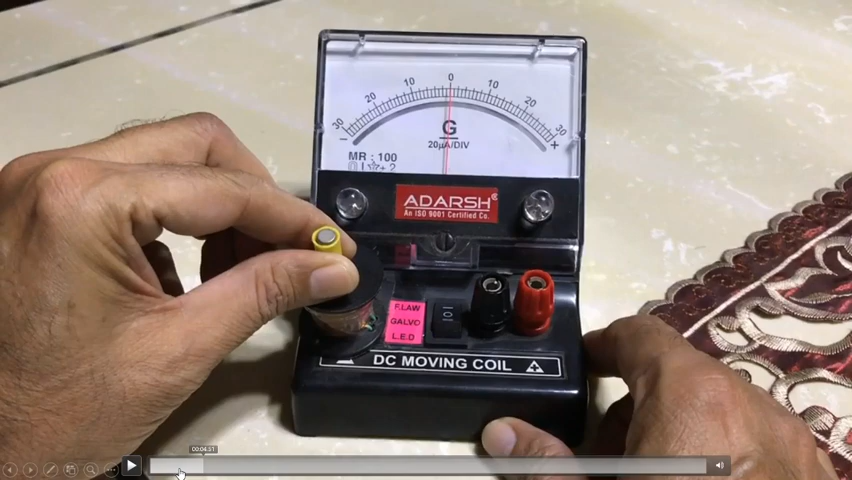 0
10 10
20 20
30 30
− +
G
20µA/DIV
MR : 100
ADARSH®
An ISO 9001 Certified Co.
F.LAW
GALVO
L.E.D
DC MOVING COIL
00:04.51